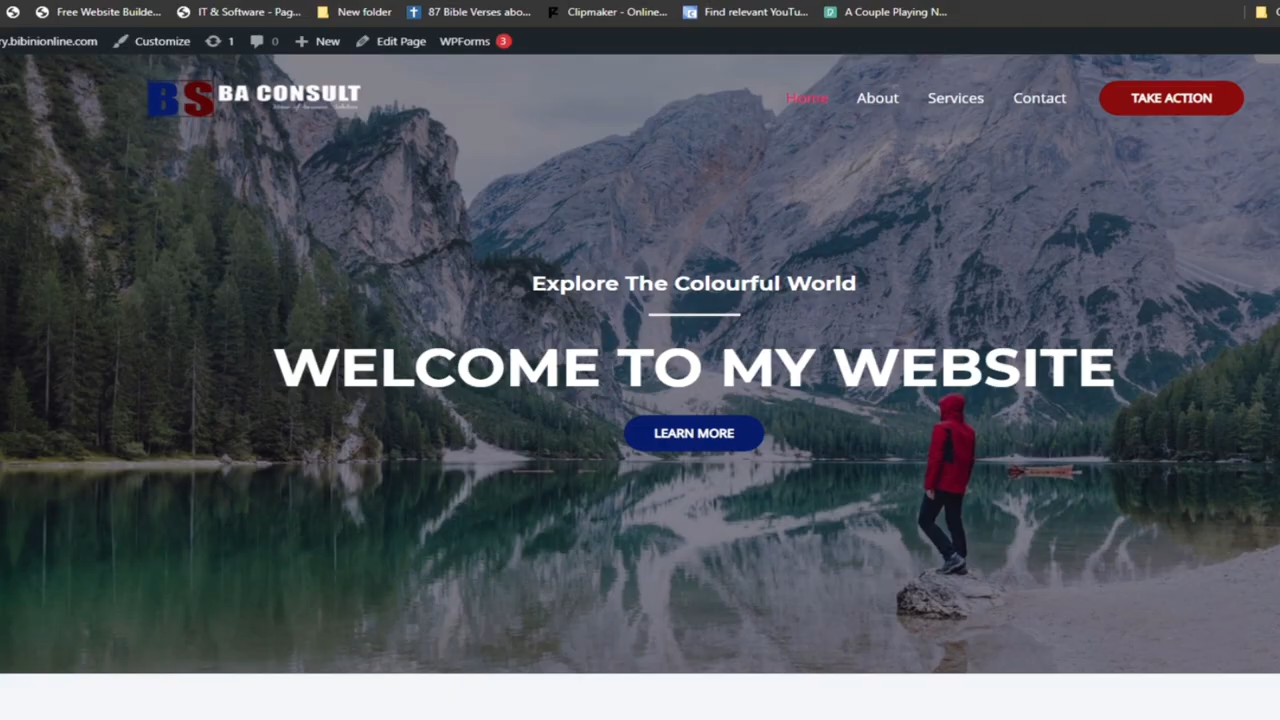 Free Website Builde... IT & Software - Pag... New folder 87 Bible Verses abo... Clipmaker - Online... Find relevant YouTu... A Couple Playing N...
ry.bibinionline.com Customize 1 0 New Edit Page WPForms 3
BS BA CONSULT
Home About Services Contact TAKE ACTION
Explore The Colourful World
WELCOME TO MY WEBSITE
LEARN MORE